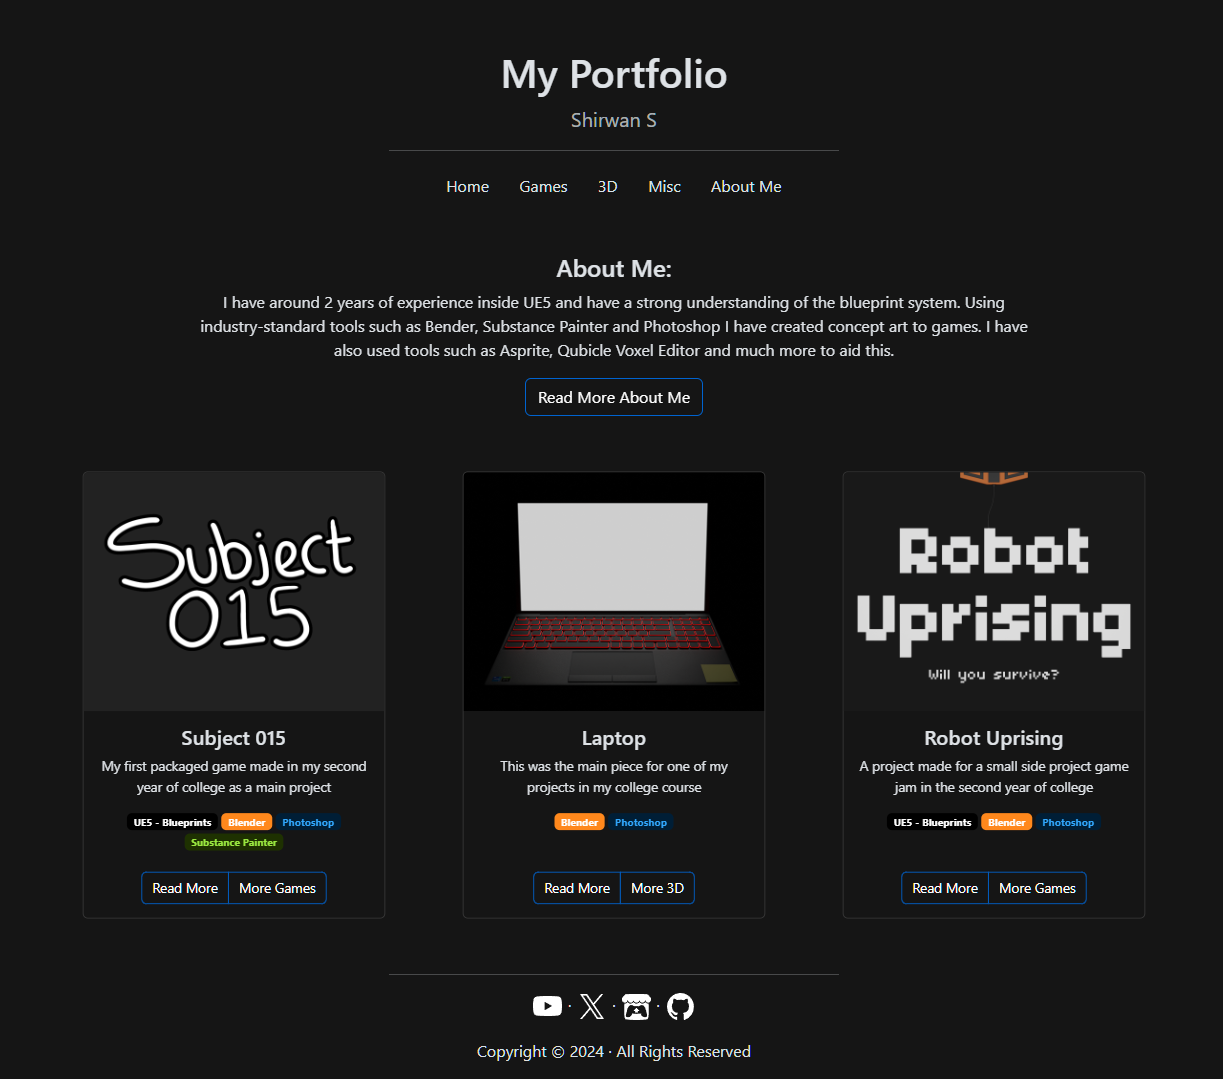 My Portfolio
Shirwan S
Home Games 3D Misc About Me
About Me:
I have around 2 years of experience inside UE5 and have a strong understanding of the blueprint system. Using
industry-standard tools such as Bender, Substance Painter and Photoshop I have created concept art to games. I have
also used tools such as Asprite, Qubicle Voxel Editor and much more to aid this.
Read More About Me
Subject
015
Subject 015
My first packaged game made in my second
year of college as a main project
UE5 - Blueprints Blender Photoshop
Substance Painter
Read More More Games
Laptop
This was the main piece for one of my
projects in my college course
Blender Photoshop
Read More More 3D
Robot
Uprising
Will you survive?
Robot Uprising
A project made for a small side project game
jam in the second year of college
UE5 - Blueprints Blender Photoshop
Read More More Games
· X · ·
Copyright © 2024 · All Rights Reserved